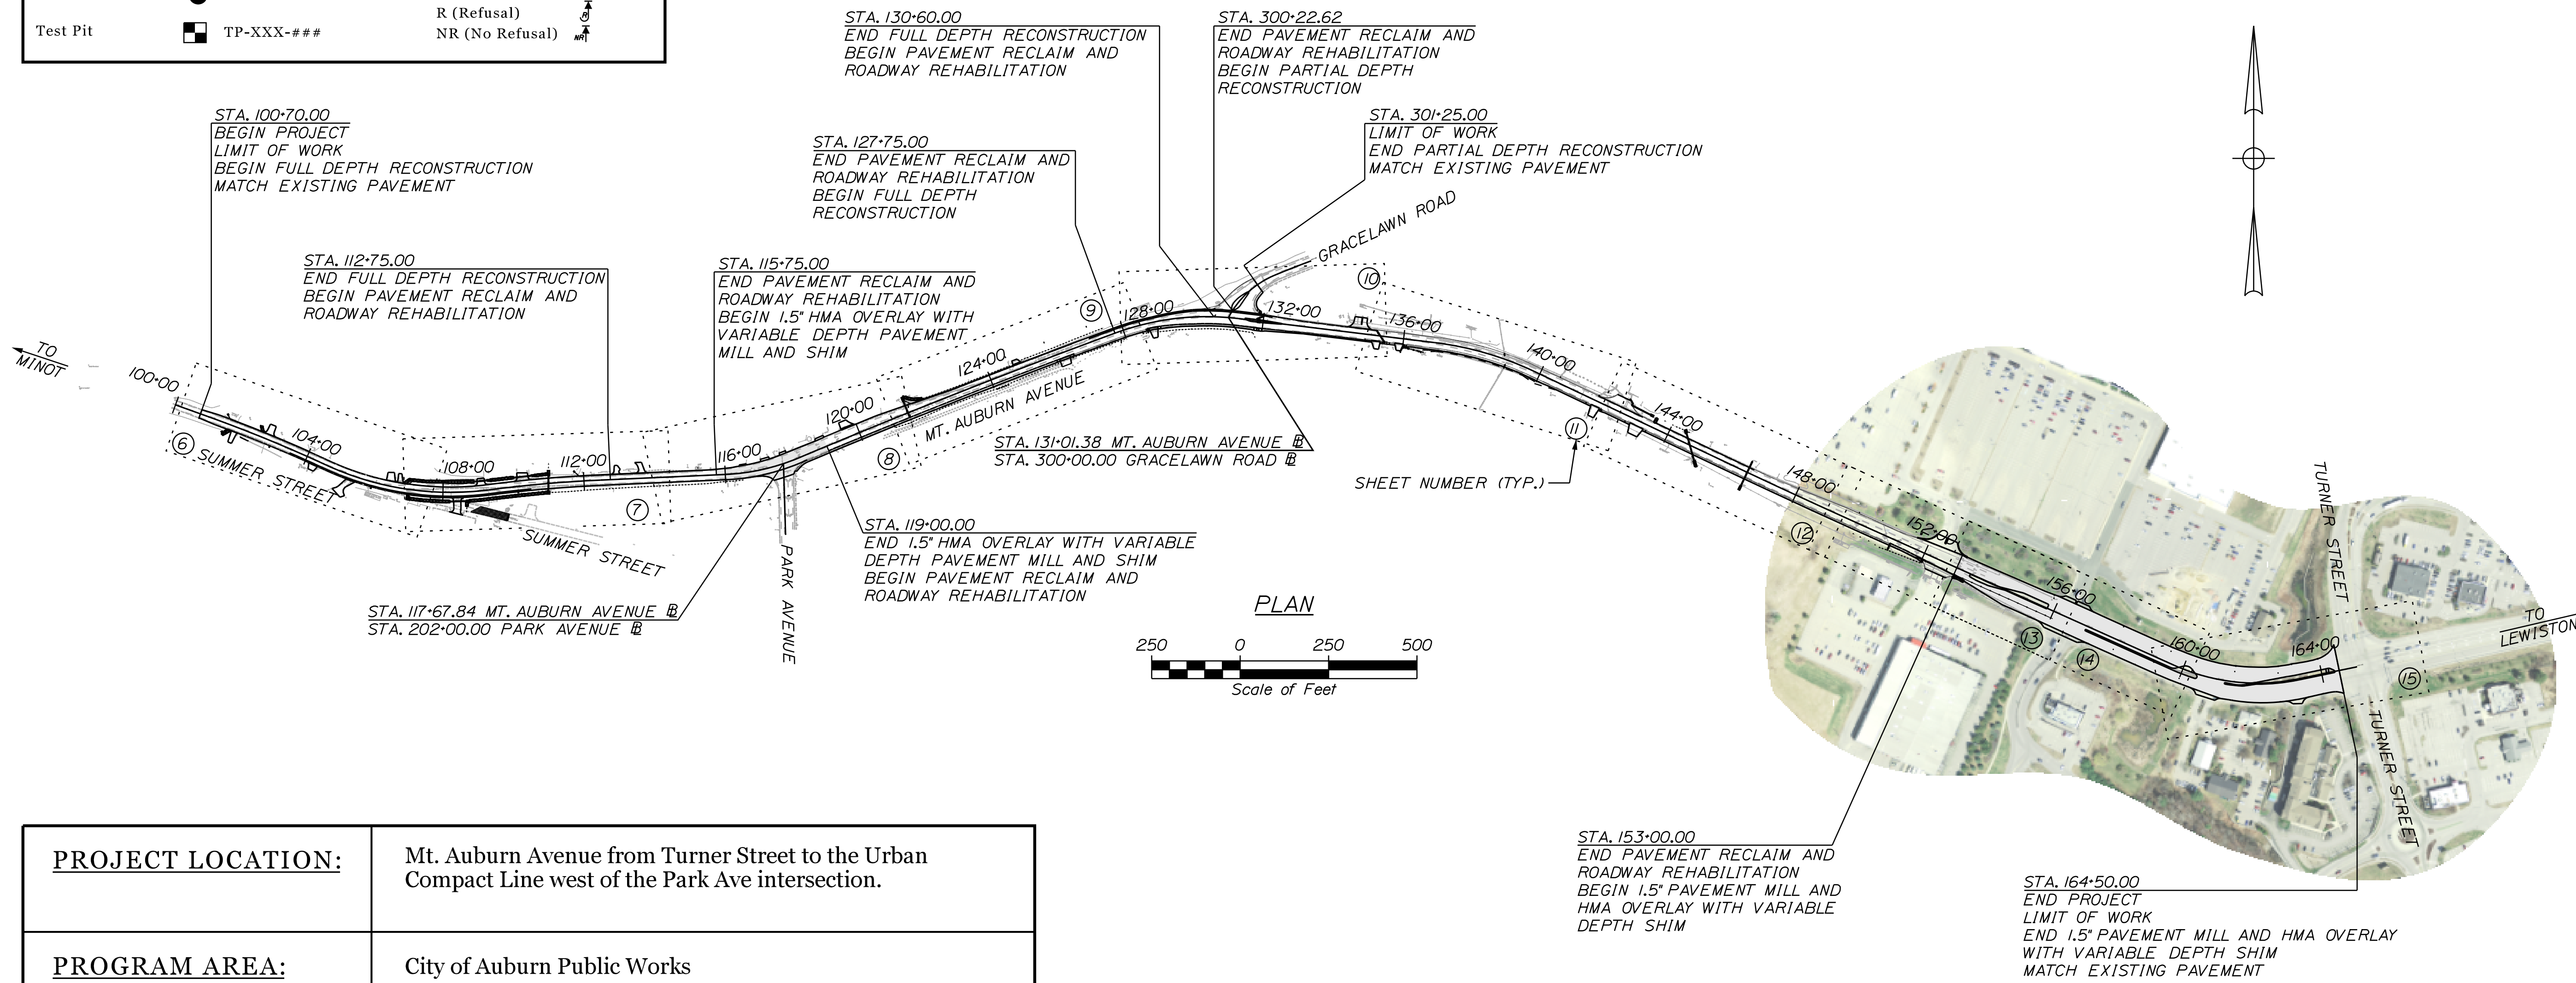 Test Pit
TP-XXX-###
R (Refusal)
NR (No Refusal)
R
NR
STA. 130+60.00
END FULL DEPTH RECONSTRUCTION
BEGIN PAVEMENT RECLAIM AND
ROADWAY REHABILITATION
STA. 300+22.62
END PAVEMENT RECLAIM AND
ROADWAY REHABILITATION
BEGIN PARTIAL DEPTH
RECONSTRUCTION
STA. 100+70.00
BEGIN PROJECT
LIMIT OF WORK
BEGIN FULL DEPTH RECONSTRUCTION
MATCH EXISTING PAVEMENT
STA. 127+75.00
END PAVEMENT RECLAIM AND
ROADWAY REHABILITATION
BEGIN FULL DEPTH
RECONSTRUCTION
STA. 301+25.00
LIMIT OF WORK
END PARTIAL DEPTH RECONSTRUCTION
MATCH EXISTING PAVEMENT
STA. 112+75.00
END FULL DEPTH RECONSTRUCTION
BEGIN PAVEMENT RECLAIM AND
ROADWAY REHABILITATION
STA. 115+75.00
END PAVEMENT RECLAIM AND
ROADWAY REHABILITATION
BEGIN 1.5" HMA OVERLAY WITH
VARIABLE DEPTH PAVEMENT
MILL AND SHIM
GRACELAWN ROAD
TO
MINOT
100+00
104+00
108+00
112+00
116+00
120+00
124+00
128+00
132+00
136+00
140+00
144+00
148+00
152+00
156+00
160+00
164+00
6
7
8
9
10
11
12
13
14
15
SUMMER STREET
SUMMER STREET
MT. AUBURN AVENUE
PARK AVENUE
TURNER STREET
TURNER STREET
TO
LEWISTON
STA. 131+01.38 MT. AUBURN AVENUE BL
STA. 300+00.00 GRACELAWN ROAD BL
SHEET NUMBER (TYP.)
STA. 119+00.00
END 1.5" HMA OVERLAY WITH VARIABLE
DEPTH PAVEMENT MILL AND SHIM
BEGIN PAVEMENT RECLAIM AND
ROADWAY REHABILITATION
STA. 117+67.84 MT. AUBURN AVENUE BL
STA. 202+00.00 PARK AVENUE BL
PLAN
250 0 250 500
Scale of Feet
STA. 153+00.00
END PAVEMENT RECLAIM AND
ROADWAY REHABILITATION
BEGIN 1.5" PAVEMENT MILL AND
HMA OVERLAY WITH VARIABLE
DEPTH SHIM
STA. 164+50.00
END PROJECT
LIMIT OF WORK
END 1.5" PAVEMENT MILL AND HMA OVERLAY
WITH VARIABLE DEPTH SHIM
MATCH EXISTING PAVEMENT
PROJECT LOCATION:
Mt. Auburn Avenue from Turner Street to the Urban
Compact Line west of the Park Ave intersection.
PROGRAM AREA:
City of Auburn Public Works